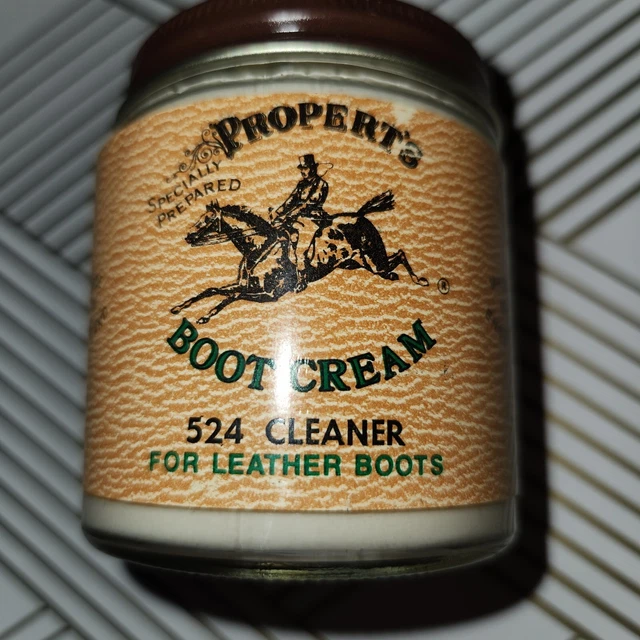 PROPERT'S
SPECIALLY
PREPARED
®
BOOT CREAM
524 CLEANER
FOR LEATHER BOOTS